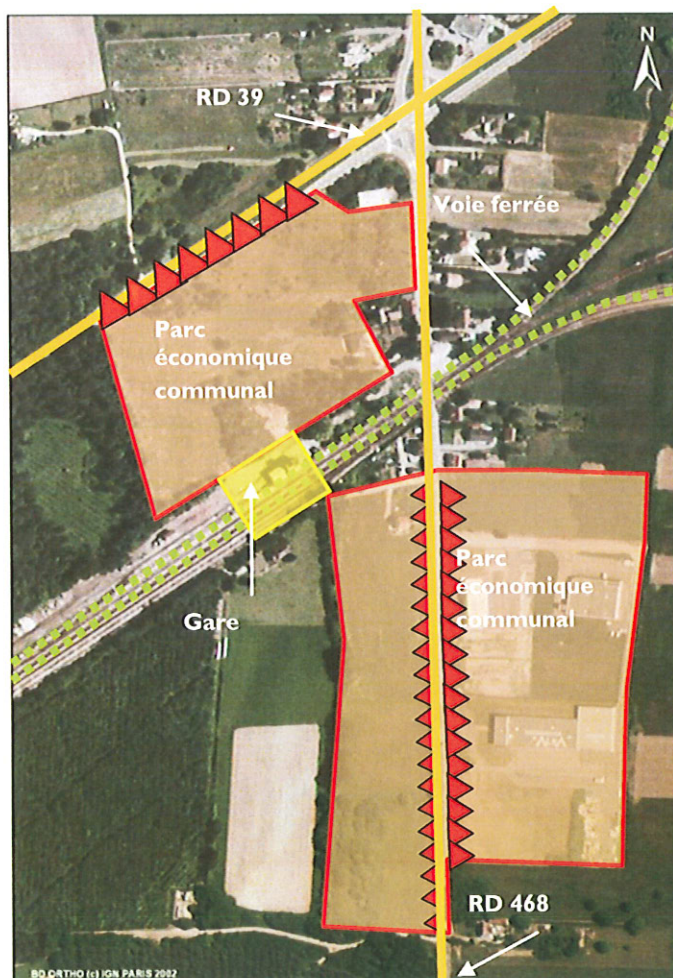 N
RD 39
Voie ferrée
Parc
économique
communal
Gare
Parc
économique
communal
RD 468
BD ORTHO (c) IGN PARIS 2002